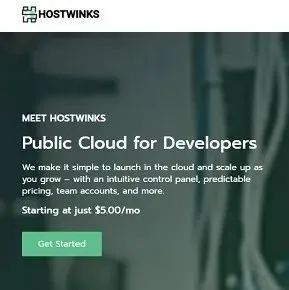 HOSTWINKS
MEET HOSTWINKS
Public Cloud for Developers
We make it simple to launch in the cloud and scale up as
you grow – with an intuitive control panel, predictable
pricing, team accounts, and more.
Starting at just $5.00/mo
Get Started